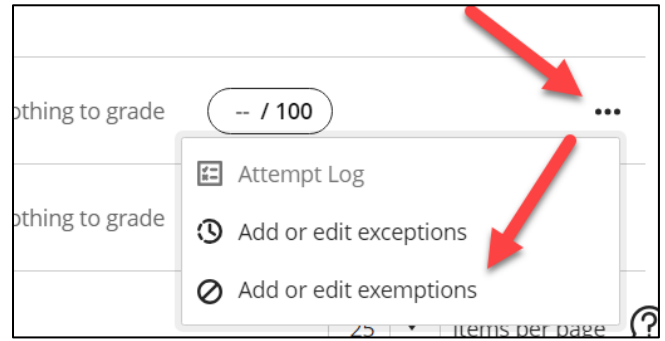 othing to grade -- / 100 •••
Attempt Log
othing to grade
Add or edit exceptions
Add or edit exemptions
25 items per page ?